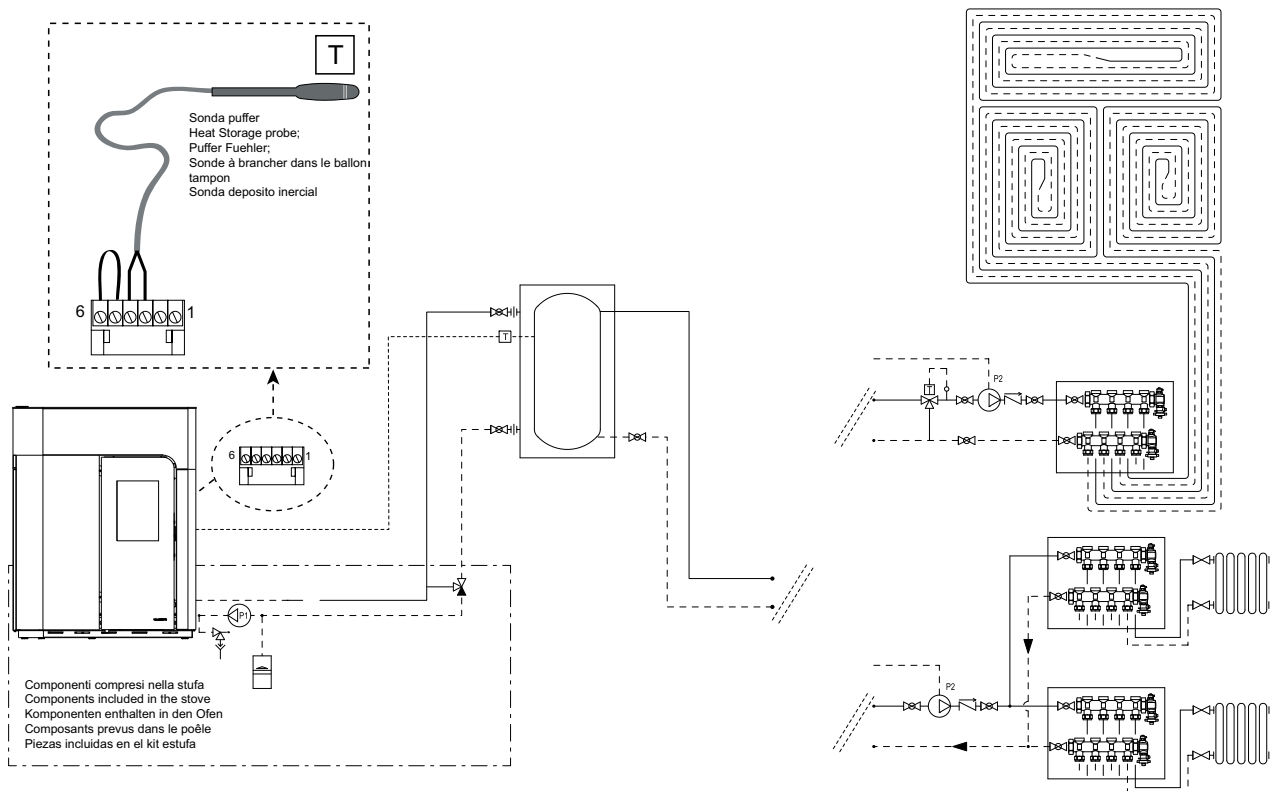 T
Sonda puffer
Heat Storage probe;
Puffer Fuehler;
Sonde à brancher dans le ballon
tampon
Sonda deposito inercial
6
1
6
1
T
P1
Componenti compresi nella stufa
Components included in the stove
Komponenten enthalten in den Ofen
Composants prevus dans le poêle
Piezas incluidas en el kit estufa
T
P2
P2